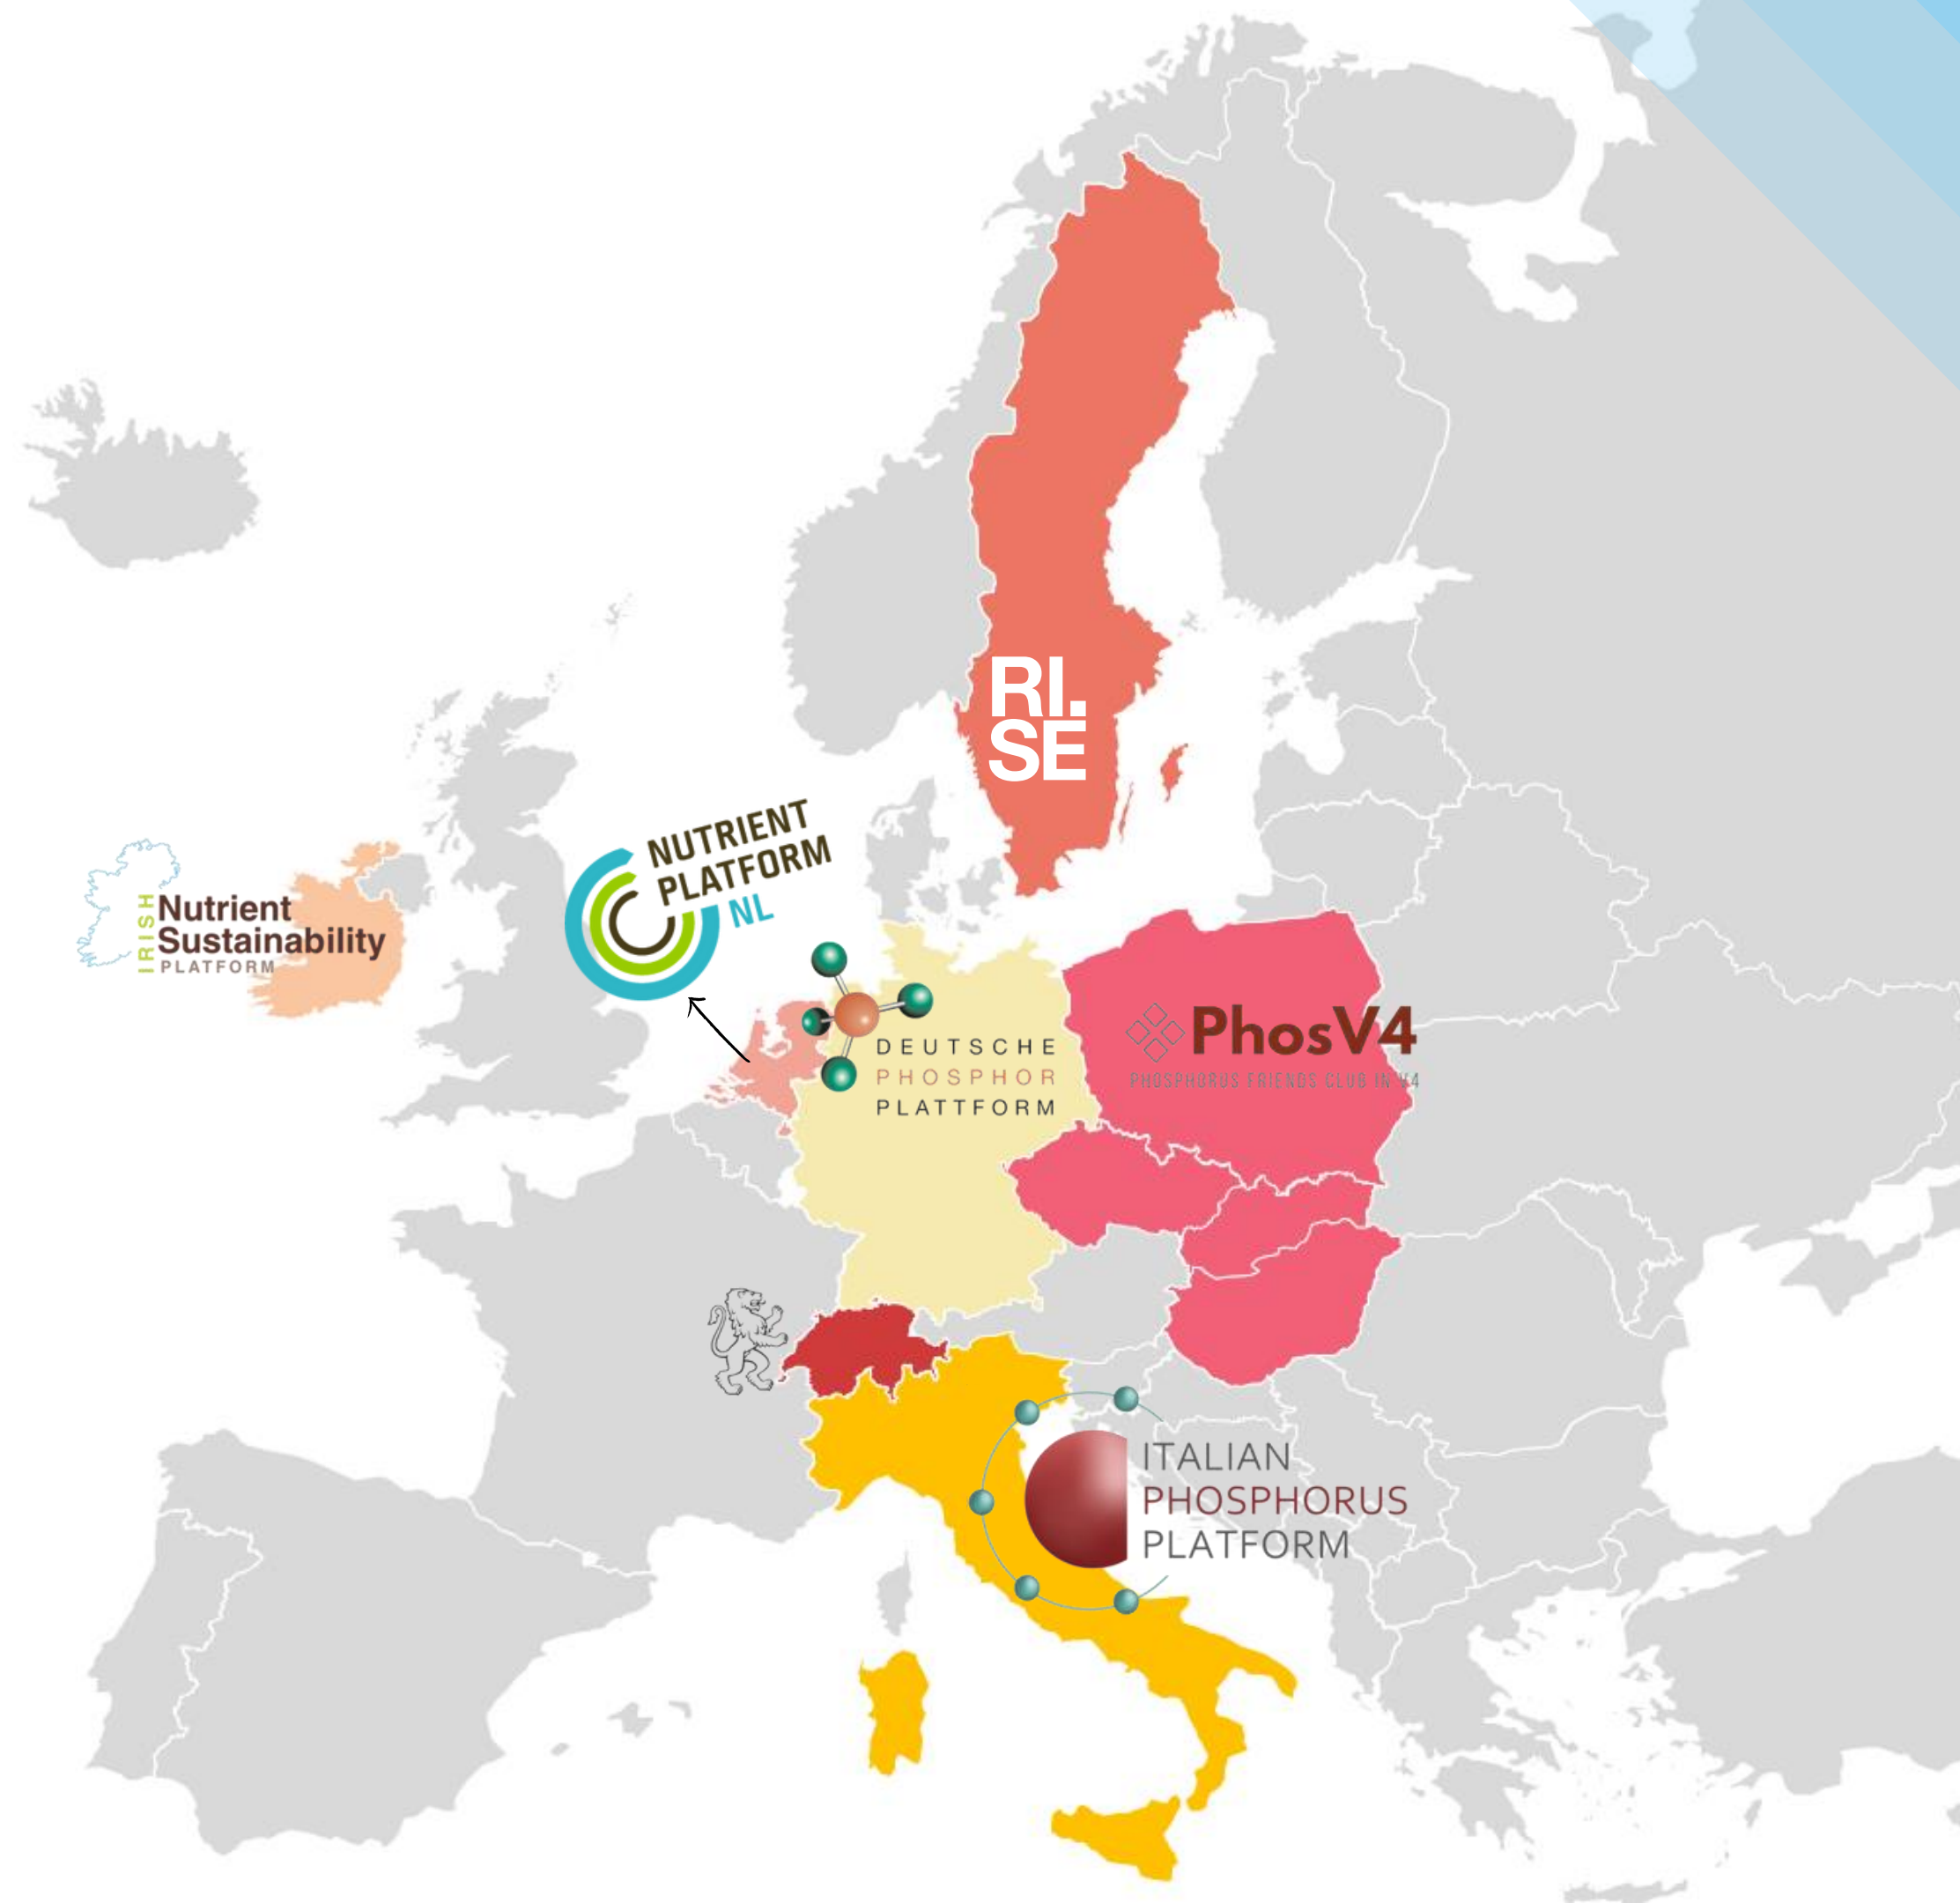 RI.
SE
NUTRIENT
PLATFORM
NL
IRISH
Nutrient
Sustainability
PLATFORM
DEUTSCHE
PHOSPHOR
PLATTFORM
PhosV4
PHOSPHORUS FRIENDS CLUB IN V4
ITALIAN
PHOSPHORUS
PLATFORM